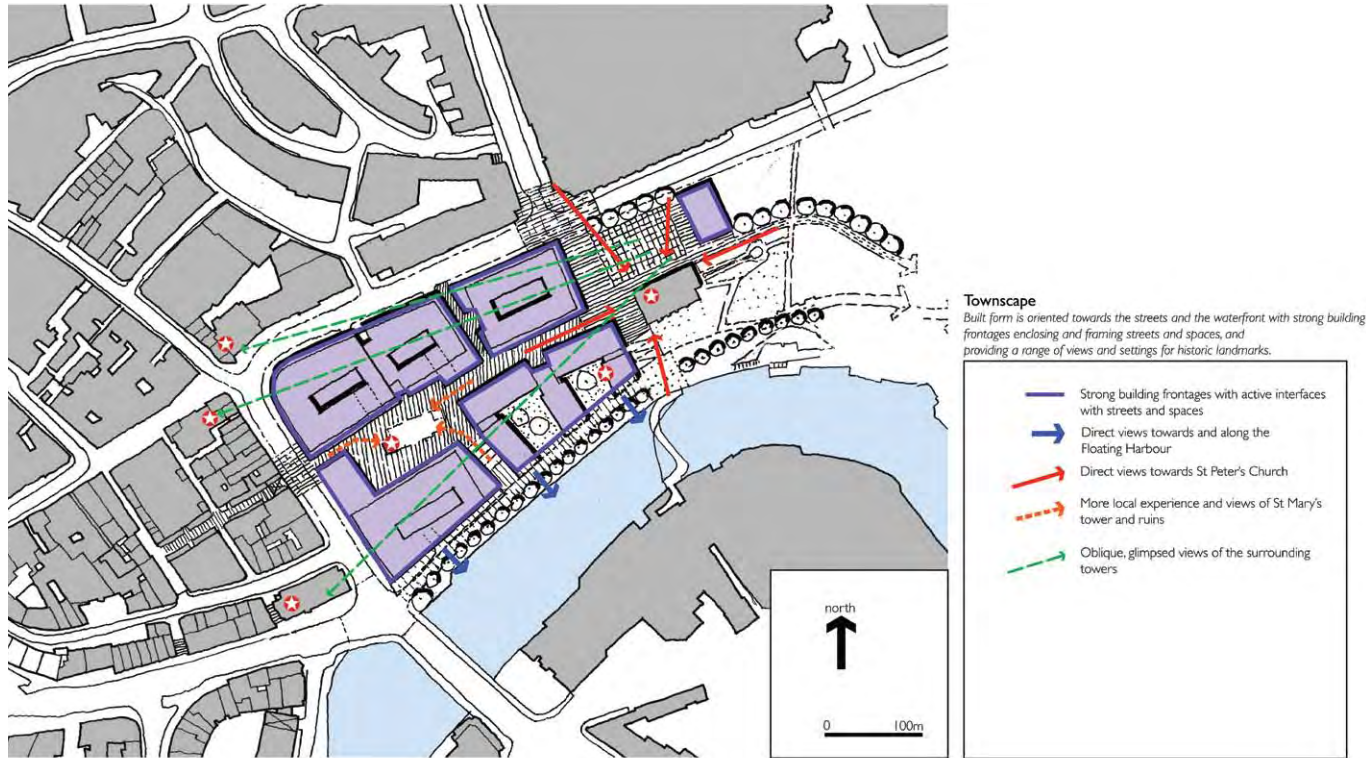 Townscape
Built form is oriented towards the streets and the waterfront with strong building
frontages enclosing and framing streets and spaces, and
providing a range of views and settings for historic landmarks.
Strong building frontages with active interfaces
with streets and spaces
Direct views towards and along the
Floating Harbour
Direct views towards St Peter's Church
More local experience and views of St Mary's
tower and ruins
Oblique, glimpsed views of the surrounding
towers
north
0 100m